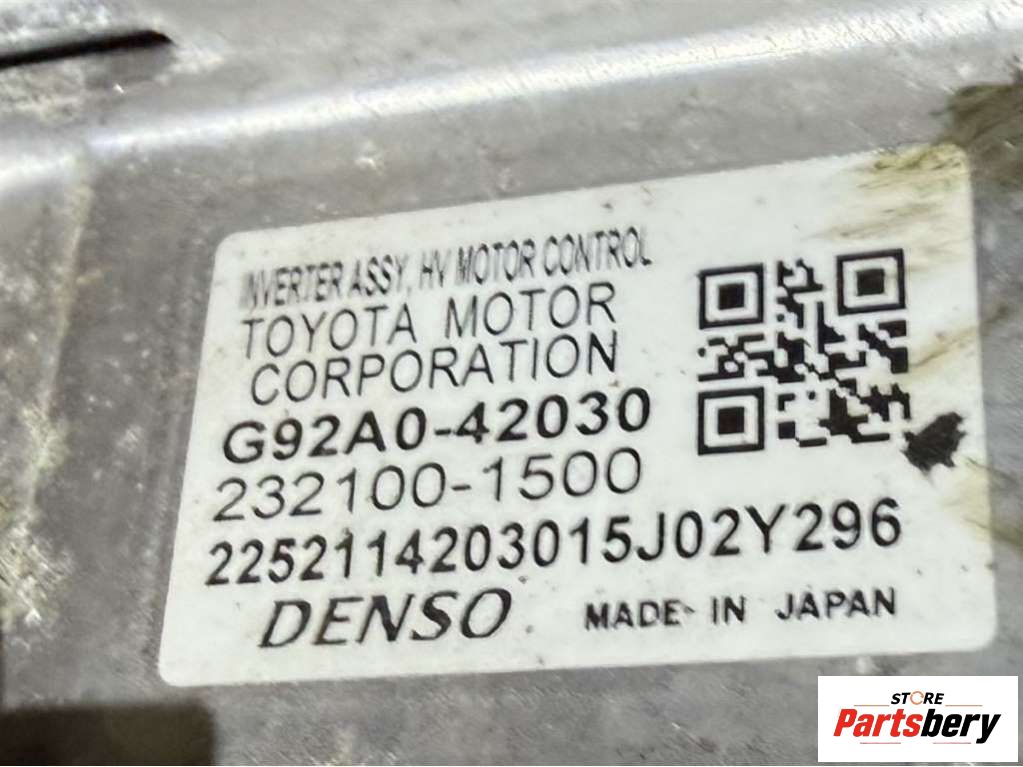 INVERTER ASSY, HV MOTOR CONTROL
TOYOTA MOTOR
CORPORATION
G92A0-42030
232100-1500
2252114203015J02Y296
DENSO MADE IN JAPAN
STORE
Partsbery